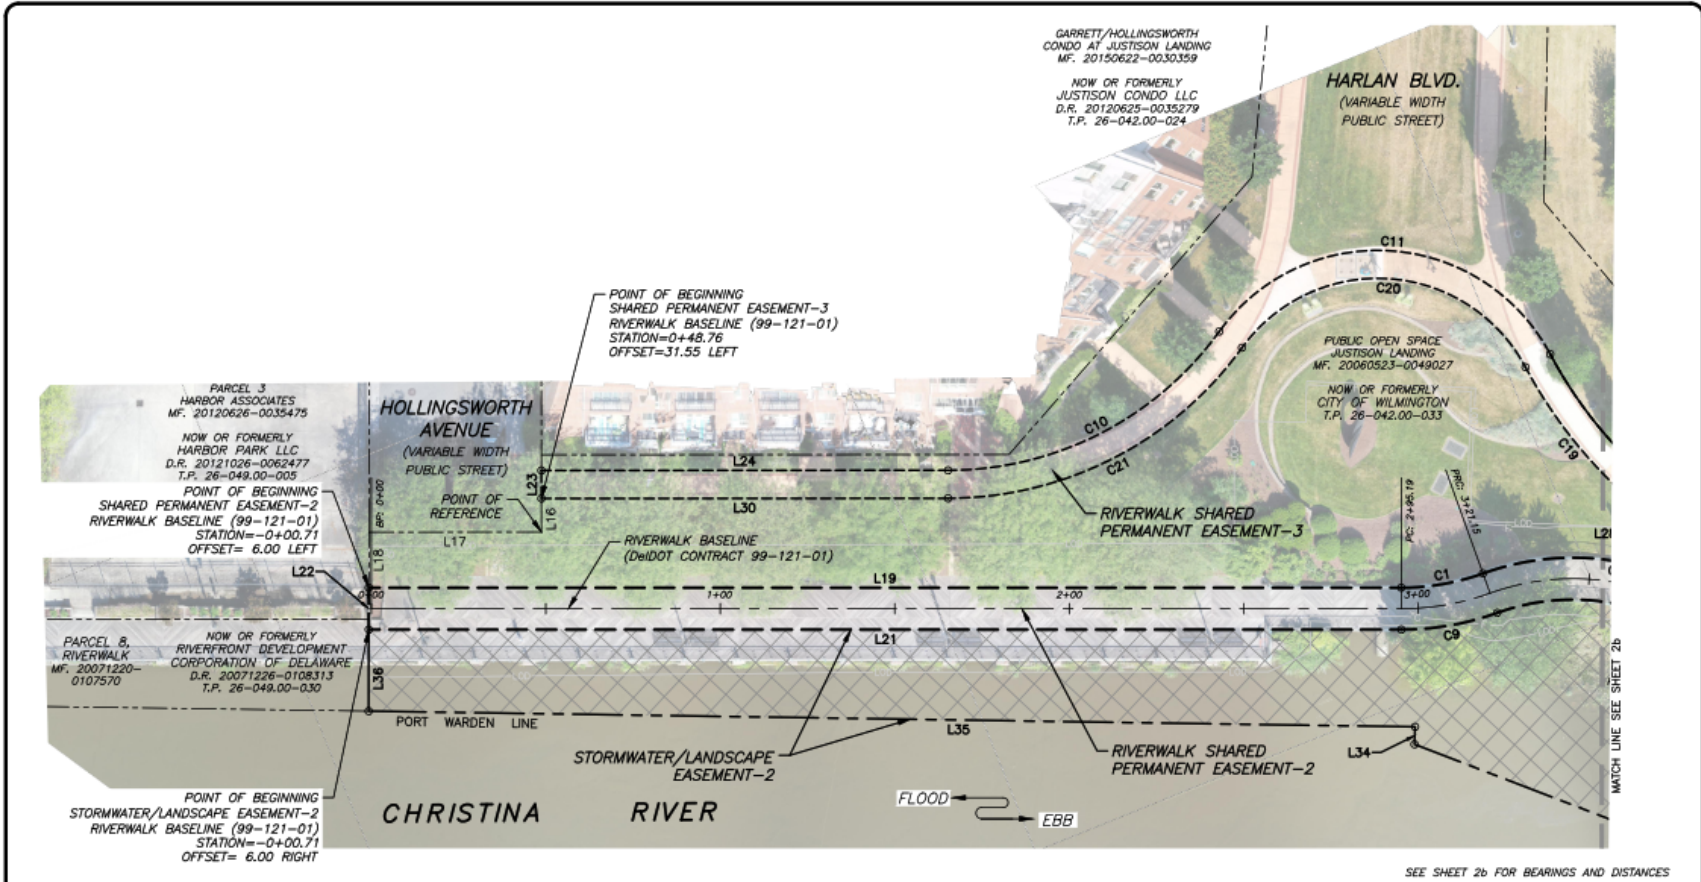 GARRETT/HOLLINGSWORTH
CONDO AT JUSTISON LANDING
MF. 20150622-0030359
NOW OR FORMERLY
JUSTISON CONDO LLC
D.R. 20120625-0035279
T.P. 26-042.00-024
HARLAN BLVD.
(VARIABLE WIDTH
PUBLIC STREET)
C11
C20
POINT OF BEGINNING
SHARED PERMANENT EASEMENT-3
RIVERWALK BASELINE (99-121-01)
STATION=0+48.76
OFFSET=31.55 LEFT
PUBLIC OPEN SPACE
JUSTISON LANDING
MF. 20060523-0049027
NOW OR FORMERLY
CITY OF WILMINGTON
T.P. 26-042.00-033
PARCEL 3
HARBOR ASSOCIATES
MF. 20120626-0035475
NOW OR FORMERLY
HARBOR PARK LLC
D.R. 20121026-0062477
T.P. 26-049.00-005
HOLLINGSWORTH
AVENUE
(VARIABLE WIDTH
PUBLIC STREET)
POINT OF
REFERENCE
L23
L24
L30
C10
C21
C19
L16
L17
L18
BP: 0+00
POINT OF BEGINNING
SHARED PERMANENT EASEMENT-2
RIVERWALK BASELINE (99-121-01)
STATION=-0+00.71
OFFSET= 6.00 LEFT
RIVERWALK SHARED
PERMANENT EASEMENT-3
PC: 2+95.19
PRC: 3+21.15
RIVERWALK BASELINE
(DelDOT CONTRACT 99-121-01)
L22
L19
C1
0+00
1+00
2+00
3+00
L21
C9
PARCEL 8,
RIVERWALK
MF. 20071220-
0107570
NOW OR FORMERLY
RIVERFRONT DEVELOPMENT
CORPORATION OF DELAWARE
D.R. 20071226-0108313
T.P. 26-049.00-030
L36
PORT WARDEN LINE
L35
L34
STORMWATER/LANDSCAPE
EASEMENT-2
RIVERWALK SHARED
PERMANENT EASEMENT-2
MATCH LINE SEE SHEET 2b
POINT OF BEGINNING
STORMWATER/LANDSCAPE EASEMENT-2
RIVERWALK BASELINE (99-121-01)
STATION=-0+00.71
OFFSET= 6.00 RIGHT
CHRISTINA RIVER
FLOOD
EBB
SEE SHEET 2b FOR BEARINGS AND DISTANCES